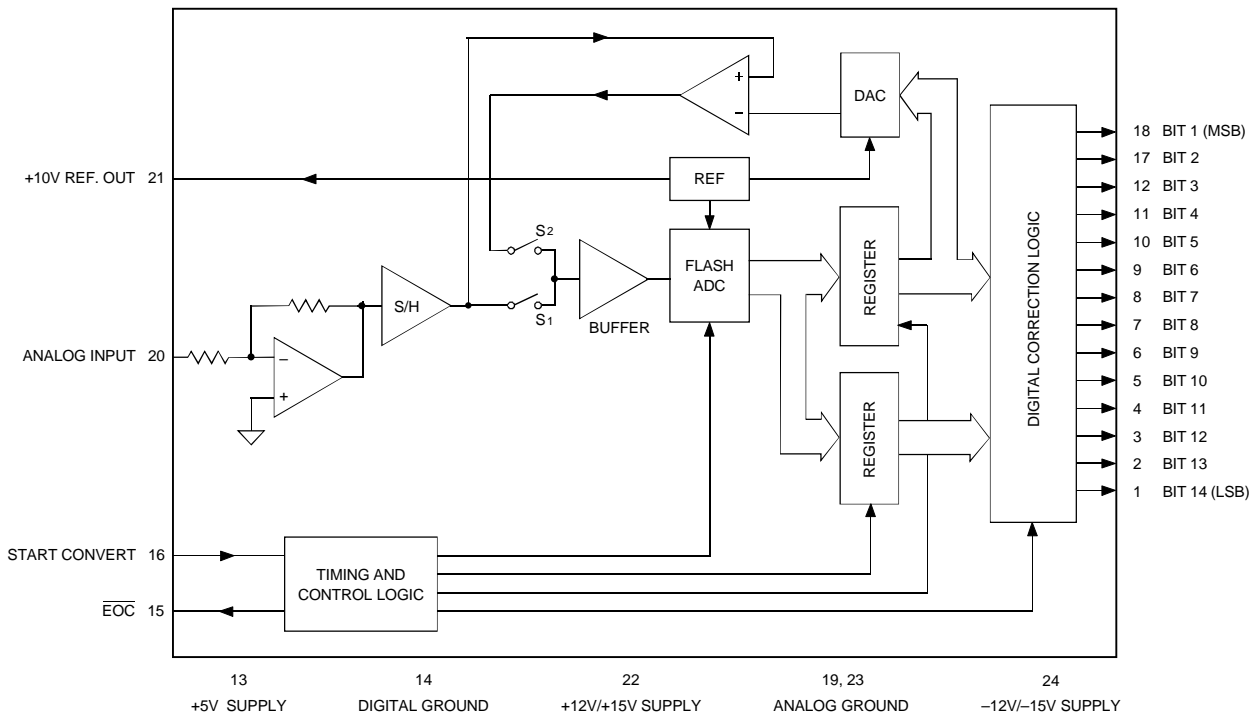 +
−
DAC
18 BIT 1 (MSB)
17 BIT 2
12 BIT 3
11 BIT 4
10 BIT 5
9 BIT 6
8 BIT 7
7 BIT 8
6 BIT 9
5 BIT 10
4 BIT 11
3 BIT 12
2 BIT 13
1 BIT 14 (LSB)
+10V REF. OUT 21
REF
S2
S1
S/H
BUFFER
FLASH
ADC
REGISTER
REGISTER
DIGITAL CORRECTION LOGIC
ANALOG INPUT 20
−
+
START CONVERT 16
EOC 15
TIMING AND
CONTROL LOGIC
13
+5V SUPPLY
14
DIGITAL GROUND
22
+12V/+15V SUPPLY
19, 23
ANALOG GROUND
24
–12V/–15V SUPPLY